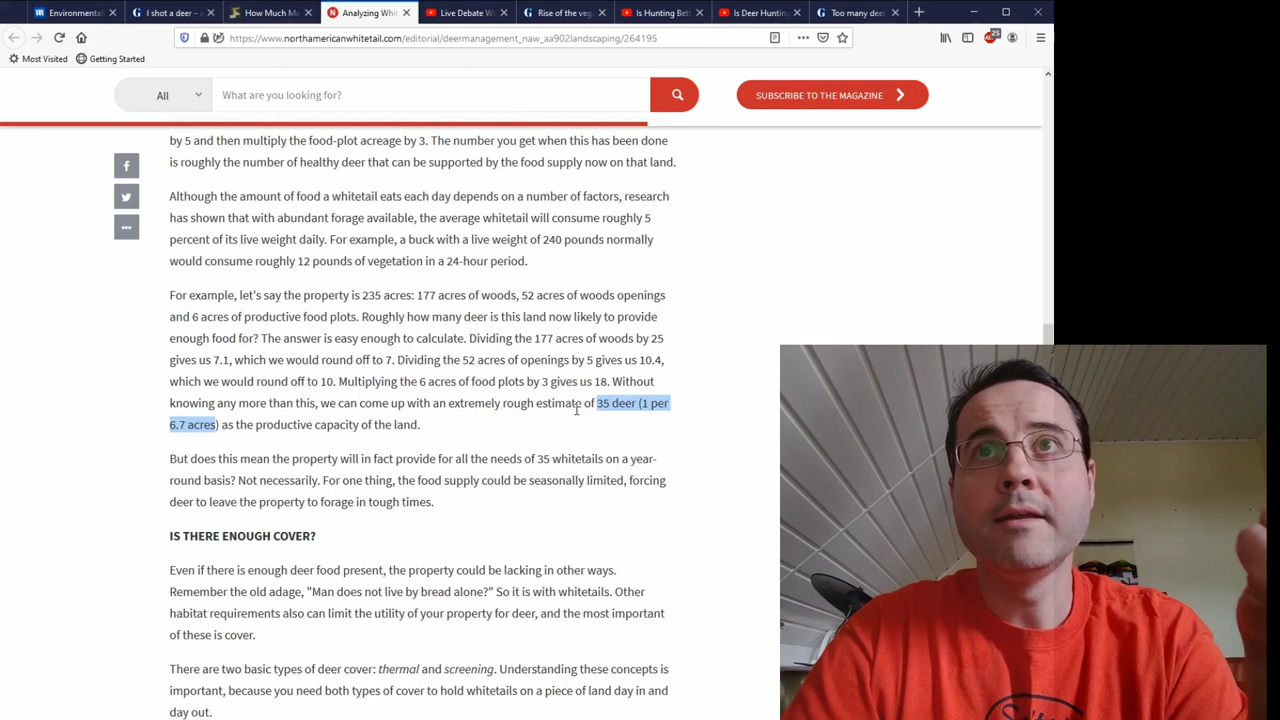 Environmental
I shot a deer –
How Much Me
Analyzing Whit
Live Debate W
Rise of the veg
Is Hunting Bett
Is Deer Huntin
Too many deer
https://www.northamericanwhitetail.com/editorial/deermanagement_naw_aa902landscaping/264195
25
Most Visited
Getting Started
All
What are you looking for?
SUBSCRIBE TO THE MAGAZINE
by 5 and then multiply the food-plot acreage by 3. The number you get when this has been done
is roughly the number of healthy deer that can be supported by the food supply now on that land.
Although the amount of food a whitetail eats each day depends on a number of factors, research
has shown that with abundant forage available, the average whitetail will consume roughly 5
percent of its live weight daily. For example, a buck with a live weight of 240 pounds normally
would consume roughly 12 pounds of vegetation in a 24-hour period.
For example, let's say the property is 235 acres: 177 acres of woods, 52 acres of woods openings
and 6 acres of productive food plots. Roughly how many deer is this land now likely to provide
enough food for? The answer is easy enough to calculate. Dividing the 177 acres of woods by 25
gives us 7.1, which we would round off to 7. Dividing the 52 acres of openings by 5 gives us 10.4,
which we would round off to 10. Multiplying the 6 acres of food plots by 3 gives us 18. Without
knowing any more than this, we can come up with an extremely rough estimate of 35 deer (1 per
6.7 acres) as the productive capacity of the land.
But does this mean the property will in fact provide for all the needs of 35 whitetails on a year-
round basis? Not necessarily. For one thing, the food supply could be seasonally limited, forcing
deer to leave the property to forage in tough times.
IS THERE ENOUGH COVER?
Even if there is enough deer food present, the property could be lacking in other ways.
Remember the old adage, "Man does not live by bread alone?" So it is with whitetails. Other
habitat requirements also can limit the utility of your property for deer, and the most important
of these is cover.
There are two basic types of deer cover: thermal and screening. Understanding these concepts is
important, because you need both types of cover to hold whitetails on a piece of land day in and
day out.